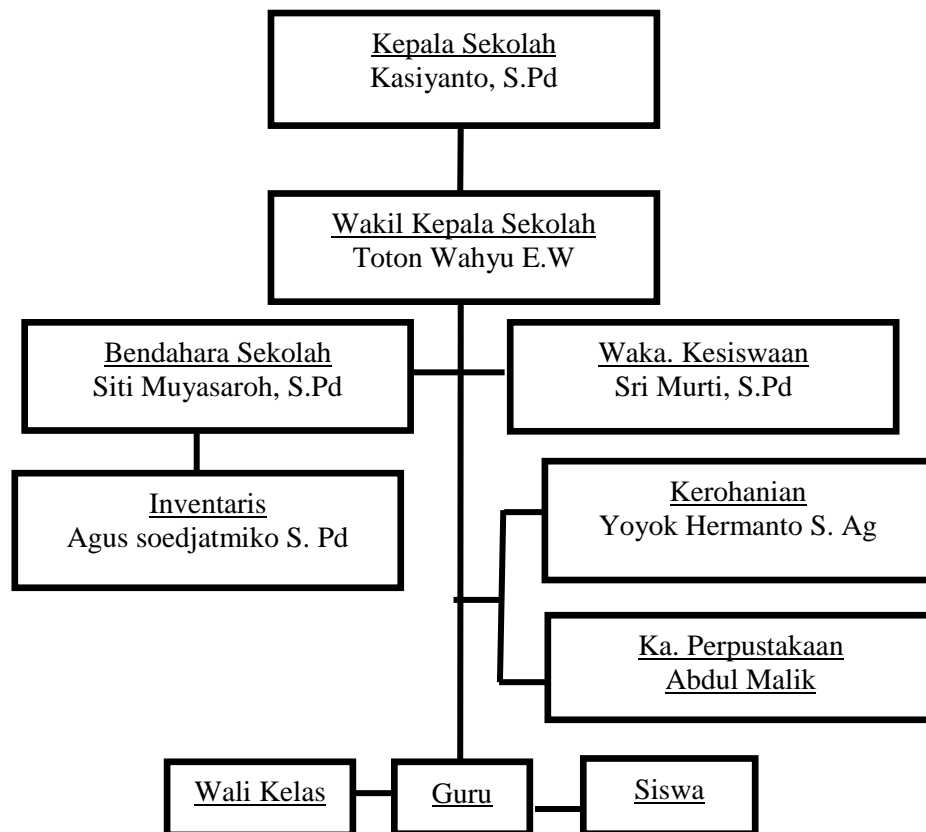 Kepala Sekolah
Kasiyanto, S.Pd
Wakil Kepala Sekolah
Toton Wahyu E.W
Bendahara Sekolah
Siti Muyasaroh, S.Pd
Waka. Kesiswaan
Sri Murti, S.Pd
Inventaris
Agus soedjatmiko S. Pd
Kerohanian
Yoyok Hermanto S. Ag
Ka. Perpustakaan
Abdul Malik
Wali Kelas
Guru
Siswa